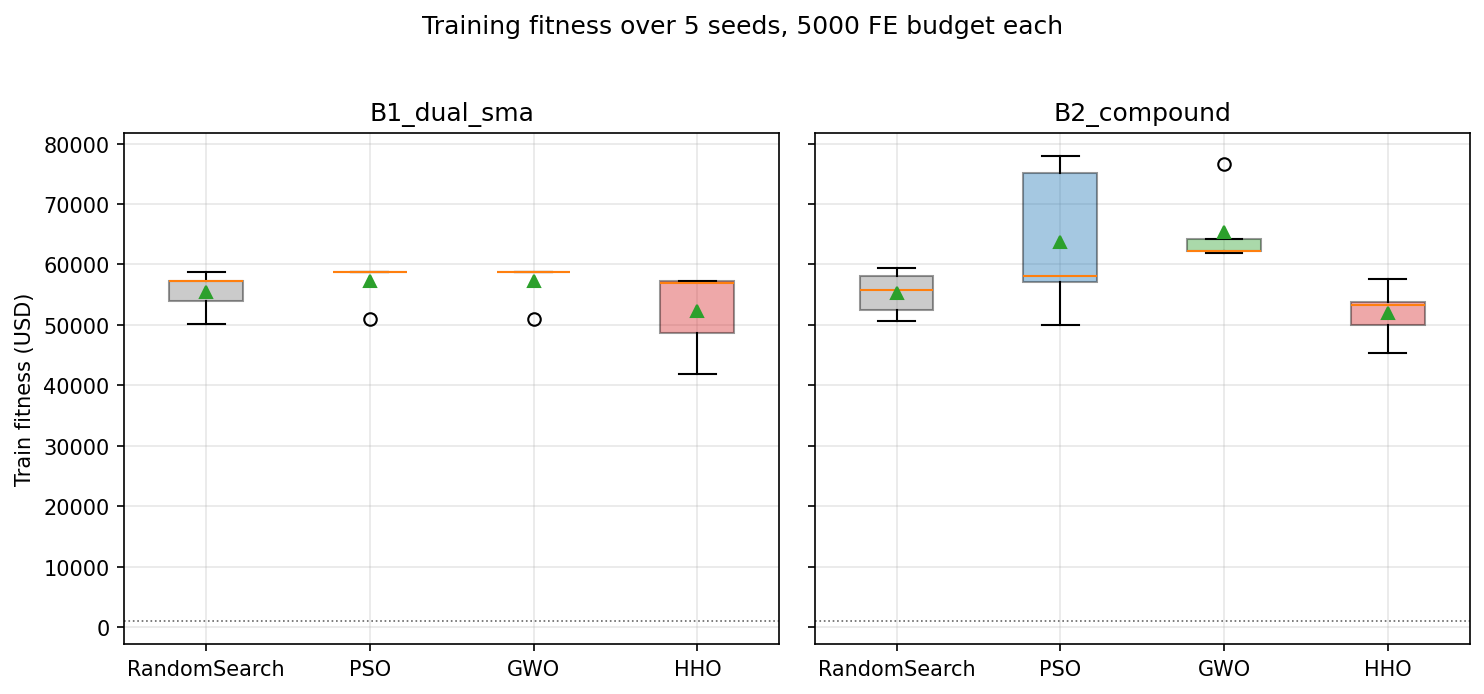 Training fitness over 5 seeds, 5000 FE budget each
B1_dual_sma
B2_compound
Train fitness (USD)
80000
70000
60000
50000
40000
30000
20000
10000
0
RandomSearch PSO GWO HHO
RandomSearch PSO GWO HHO